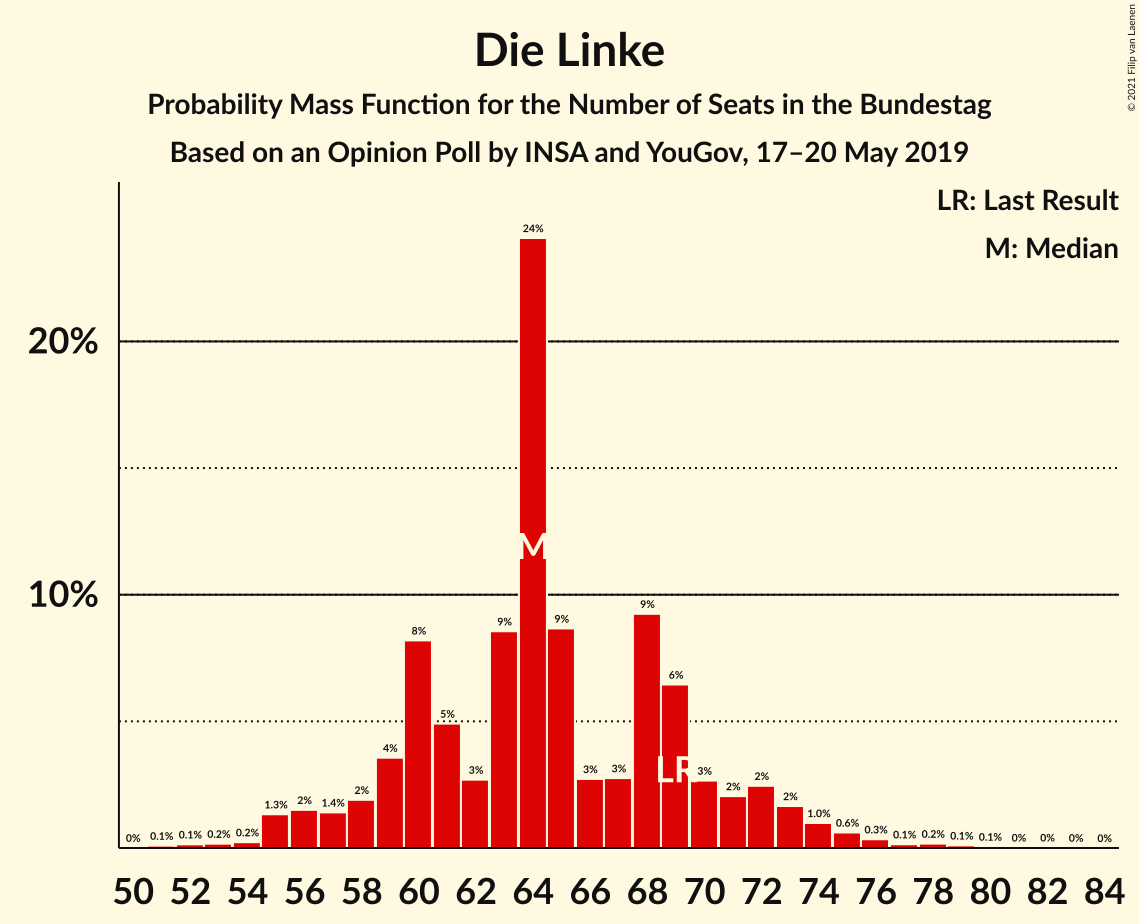 Die Linke
Probability Mass Function for the Number of Seats in the Bundestag
Based on an Opinion Poll by INSA and YouGov, 17–20 May 2019
© 2021 Filip van Laenen
LR: Last Result
M: Median
20%
10%
0% 0.1% 0.1% 0.2% 0.2% 1.3% 2% 1.4% 2% 4% 8% 5% 3% 9% 24% 9% 3% 3% 9% 6% 3% 2% 2% 2% 1.0% 0.6% 0.3% 0.1% 0.2% 0.1% 0.1% 0% 0% 0% 0%
M
LR
50 52 54 56 58 60 62 64 66 68 70 72 74 76 78 80 82 84